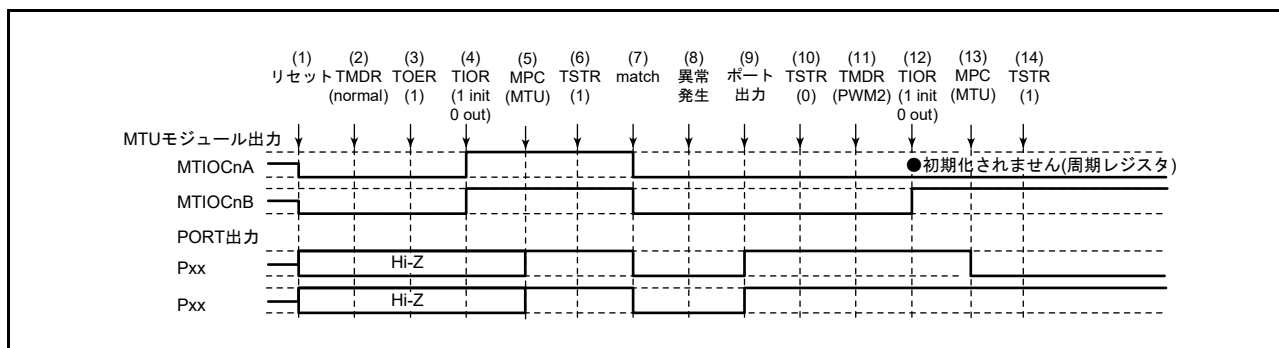 (1) (2) (3) (4) (5) (6) (7) (8) (9) (10) (11) (12) (13) (14)
リセット TMDR TOER TIOR MPC TSTR match 異常 ポート TSTR TMDR TIOR MPC TSTR
(normal) (1) (1 init (MTU) (1) 発生 出力 (0) (PWM2) (1 init (MTU) (1)
0 out) 0 out)
MTUモジュール出力
MTIOCnA ●初期化されません(周期レジスタ)
MTIOCnB
PORT出力
Pxx Hi-Z
Pxx Hi-Z